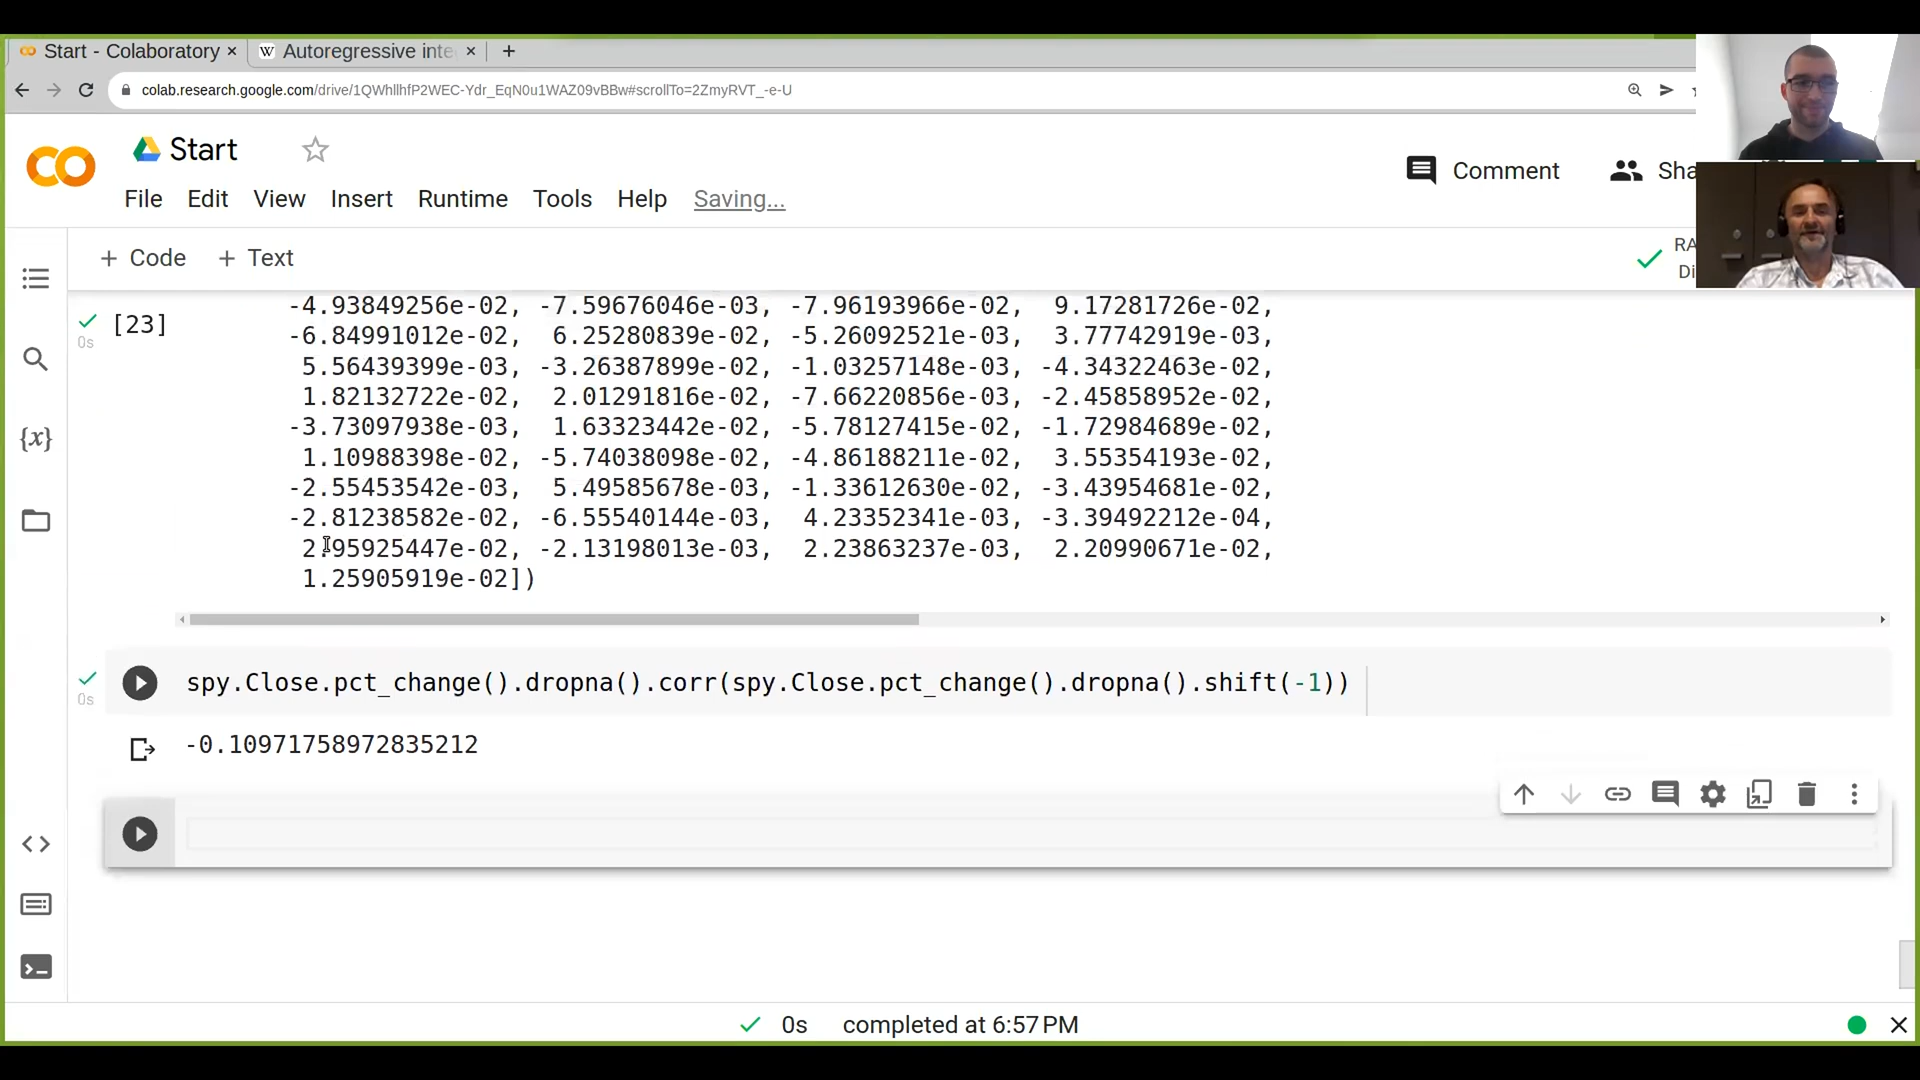 Start - Colaboratory
W Autoregressive inte
colab.research.google.com/drive/1QWhllhfP2WEC-Ydr_EqN0u1WAZ09vBBw#scrollTo=2ZmyRVT_-e-U
Start
Comment
Sha
File Edit View Insert Runtime Tools Help Saving...
+ Code + Text
RA
Di
[23]
0s
-4.93849256e-02, -7.59676046e-03, -7.96193966e-02, 9.17281726e-02,
-6.84991012e-02, 6.25280839e-02, -5.26092521e-03, 3.77742919e-03,
5.56439399e-03, -3.26387899e-02, -1.03257148e-03, -4.34322463e-02,
1.82132722e-02, 2.01291816e-02, -7.66220856e-03, -2.45858952e-02,
-3.73097938e-03, 1.63323442e-02, -5.78127415e-02, -1.72984689e-02,
1.10988398e-02, -5.74038098e-02, -4.86188211e-02, 3.55354193e-02,
-2.55453542e-03, 5.49585678e-03, -1.33612630e-02, -3.43954681e-02,
-2.81238582e-02, -6.55540144e-03, 4.23352341e-03, -3.39492212e-04,
2.95925447e-02, -2.13198013e-03, 2.23863237e-03, 2.20990671e-02,
1.25905919e-02])
{x}
0s
spy.Close.pct_change().dropna().corr(spy.Close.pct_change().dropna().shift(-1))
-0.10971758972835212
0s completed at 6:57 PM